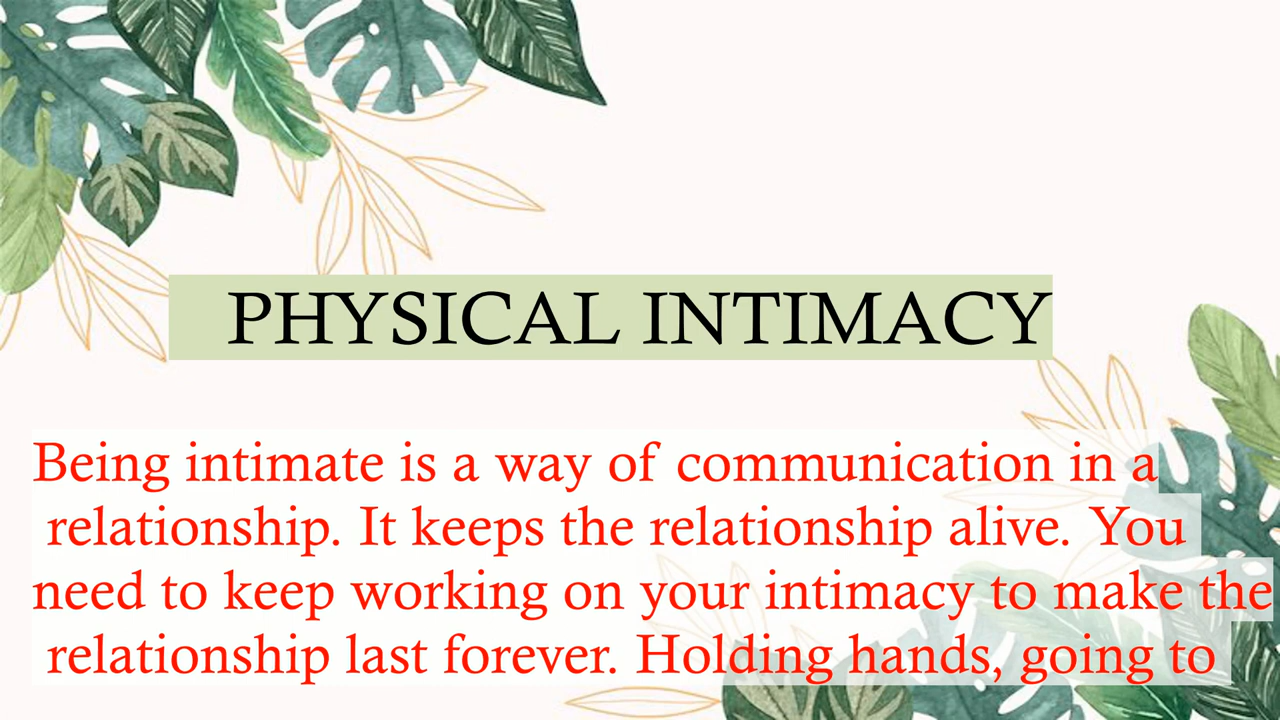 PHYSICAL INTIMACY
Being intimate is a way of communication in a
relationship. It keeps the relationship alive. You
need to keep working on your intimacy to make the
relationship last forever. Holding hands, going to